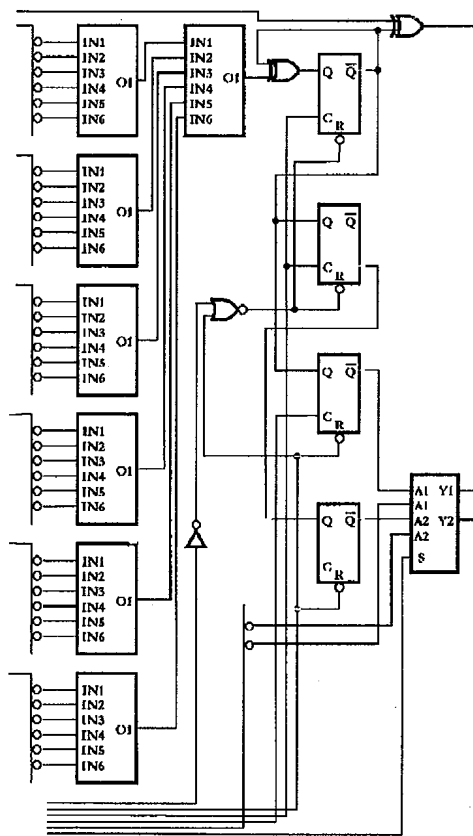 IN1
IN2
IN3
IN4
IN5
IN6
O1
IN1
IN2
IN3
IN4
IN5
IN6
O1
Q Q̅
C
R
IN1
IN2
IN3
IN4
IN5
IN6
O1
Q Q̅
C
R
IN1
IN2
IN3
IN4
IN5
IN6
O1
Q Q̅
C
R
IN1
IN2
IN3
IN4
IN5
IN6
O1
Q Q̅
C
R
A1 Y1
A1
A2 Y2
A2
S
IN1
IN2
IN3
IN4
IN5
IN6
O1
IN1
IN2
IN3
IN4
IN5
IN6
O1